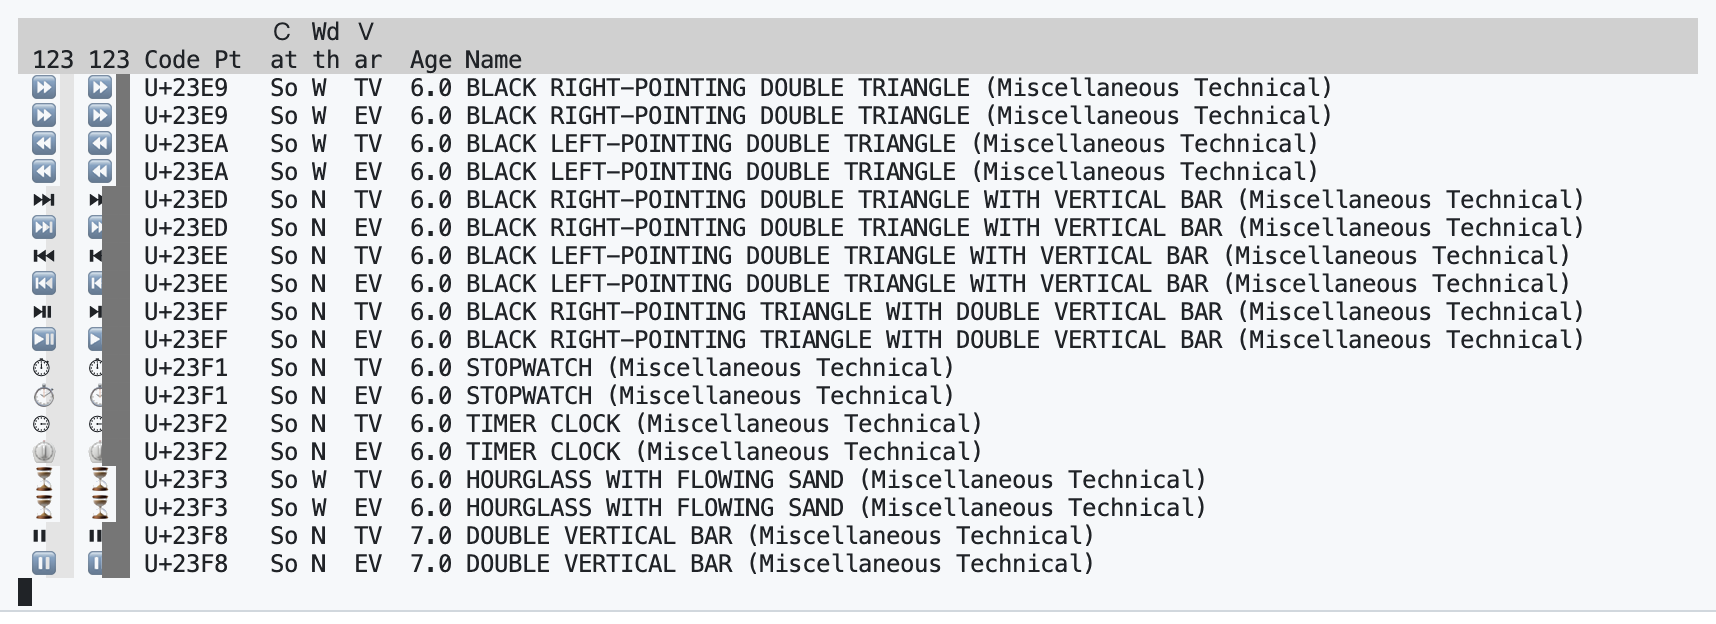 C Wd V
123 123 Code Pt at th ar Age Name
⏩ ⏩ U+23E9 So W TV 6.0 BLACK RIGHT-POINTING DOUBLE TRIANGLE (Miscellaneous Technical)
⏩ ⏩ U+23E9 So W EV 6.0 BLACK RIGHT-POINTING DOUBLE TRIANGLE (Miscellaneous Technical)
⏪ ⏪ U+23EA So W TV 6.0 BLACK LEFT-POINTING DOUBLE TRIANGLE (Miscellaneous Technical)
⏪ ⏪ U+23EA So W EV 6.0 BLACK LEFT-POINTING DOUBLE TRIANGLE (Miscellaneous Technical)
⏭︎ ⏭︎ U+23ED So N TV 6.0 BLACK RIGHT-POINTING DOUBLE TRIANGLE WITH VERTICAL BAR (Miscellaneous Technical)
⏭️ ⏭️ U+23ED So N EV 6.0 BLACK RIGHT-POINTING DOUBLE TRIANGLE WITH VERTICAL BAR (Miscellaneous Technical)
⏮︎ ⏮︎ U+23EE So N TV 6.0 BLACK LEFT-POINTING DOUBLE TRIANGLE WITH VERTICAL BAR (Miscellaneous Technical)
⏮️ ⏮️ U+23EE So N EV 6.0 BLACK LEFT-POINTING DOUBLE TRIANGLE WITH VERTICAL BAR (Miscellaneous Technical)
⏯︎ ⏯︎ U+23EF So N TV 6.0 BLACK RIGHT-POINTING TRIANGLE WITH DOUBLE VERTICAL BAR (Miscellaneous Technical)
⏯️ ⏯️ U+23EF So N EV 6.0 BLACK RIGHT-POINTING TRIANGLE WITH DOUBLE VERTICAL BAR (Miscellaneous Technical)
⏱︎ ⏱︎ U+23F1 So N TV 6.0 STOPWATCH (Miscellaneous Technical)
⏱️ ⏱️ U+23F1 So N EV 6.0 STOPWATCH (Miscellaneous Technical)
⏲︎ ⏲︎ U+23F2 So N TV 6.0 TIMER CLOCK (Miscellaneous Technical)
⏲️ ⏲️ U+23F2 So N EV 6.0 TIMER CLOCK (Miscellaneous Technical)
⏳ ⏳ U+23F3 So W TV 6.0 HOURGLASS WITH FLOWING SAND (Miscellaneous Technical)
⏳ ⏳ U+23F3 So W EV 6.0 HOURGLASS WITH FLOWING SAND (Miscellaneous Technical)
⏸︎ ⏸︎ U+23F8 So N TV 7.0 DOUBLE VERTICAL BAR (Miscellaneous Technical)
⏸️ ⏸️ U+23F8 So N EV 7.0 DOUBLE VERTICAL BAR (Miscellaneous Technical)